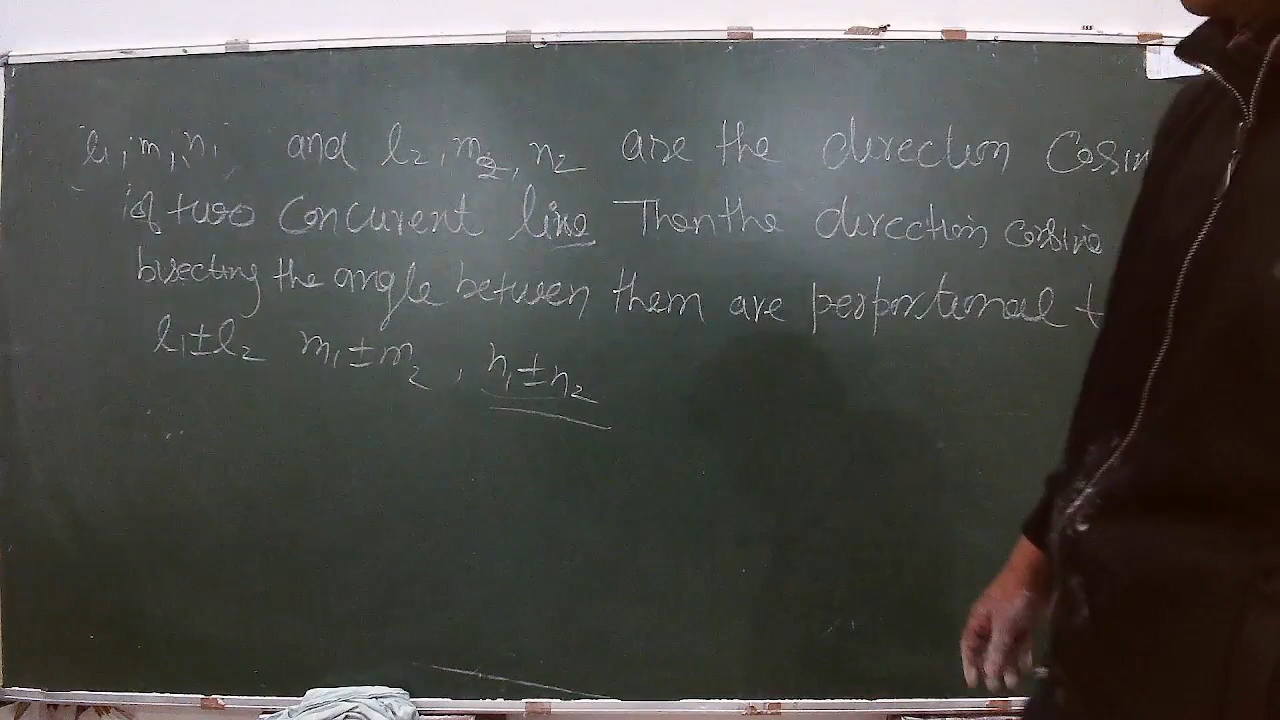 l₁, m₁, n₁ and l₂, m₂, n₂ are the direction Cosin
of two Concurent line Then the direction cosine
bisecting the angle between them are perporstional t
l₁±l₂ m₁±m₂, n₁±n₂